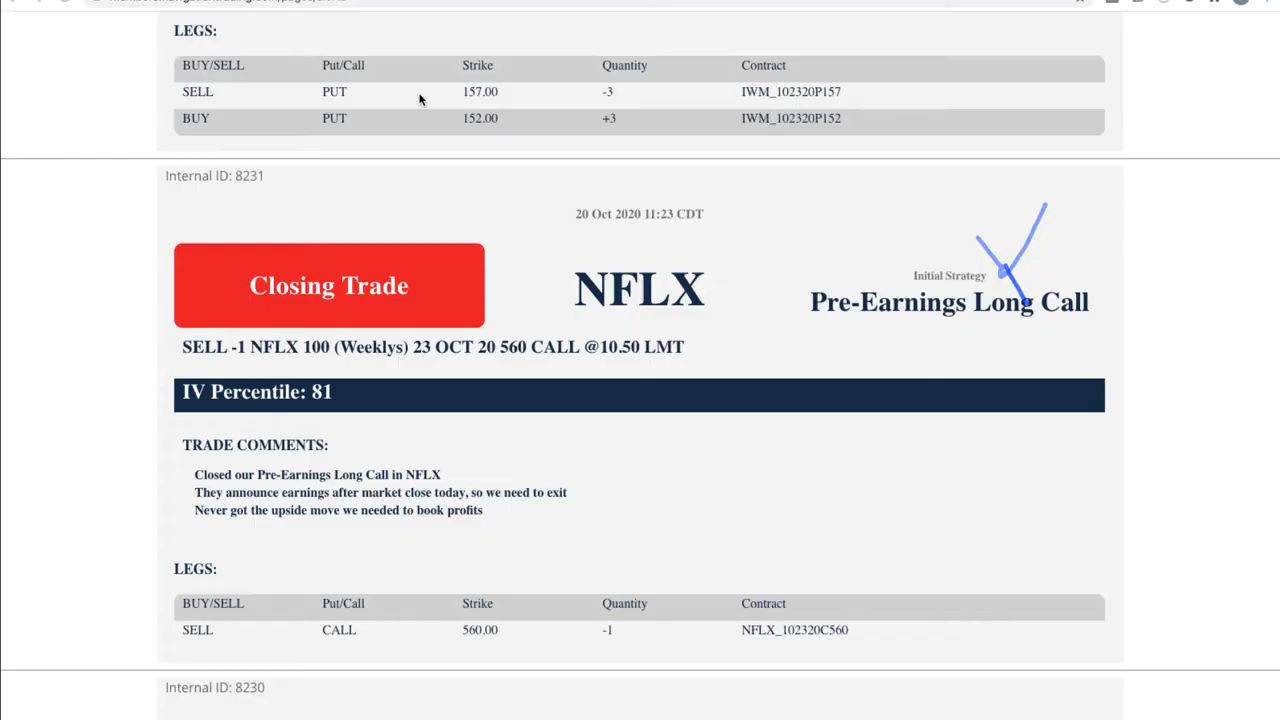 LEGS:
BUY/SELL Put/Call Strike Quantity Contract
SELL PUT 157.00 -3 IWM_102320P157
BUY PUT 152.00 +3 IWM_102320P152
Internal ID: 8231
20 Oct 2020 11:23 CDT
Closing Trade
NFLX
Initial Strategy
Pre-Earnings Long Call
SELL -1 NFLX 100 (Weeklys) 23 OCT 20 560 CALL @10.50 LMT
IV Percentile: 81
TRADE COMMENTS:
Closed our Pre-Earnings Long Call in NFLX
They announce earnings after market close today, so we need to exit
Never got the upside move we needed to book profits
LEGS:
BUY/SELL Put/Call Strike Quantity Contract
SELL CALL 560.00 -1 NFLX_102320C560
Internal ID: 8230